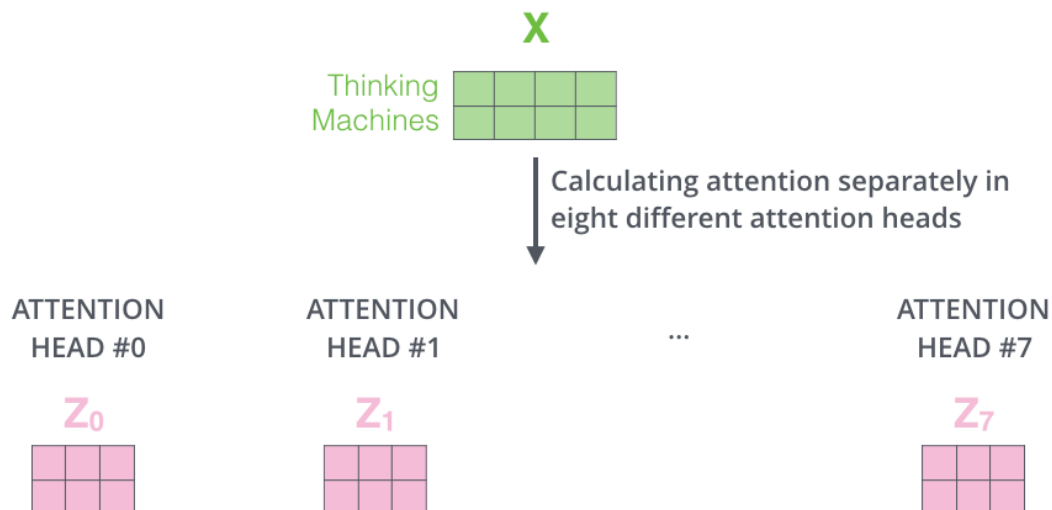 X
Thinking
Machines
Calculating attention separately in
eight different attention heads
ATTENTION
HEAD #0
ATTENTION
HEAD #1
...
ATTENTION
HEAD #7
Z0
Z1
Z7